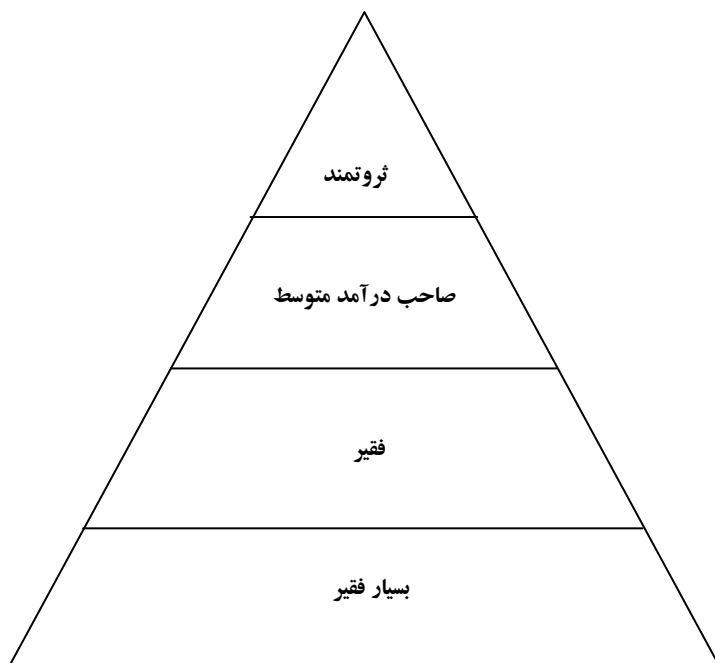 ثروتمند
صاحب درآمد متوسط
فقیر
بسیار فقیر